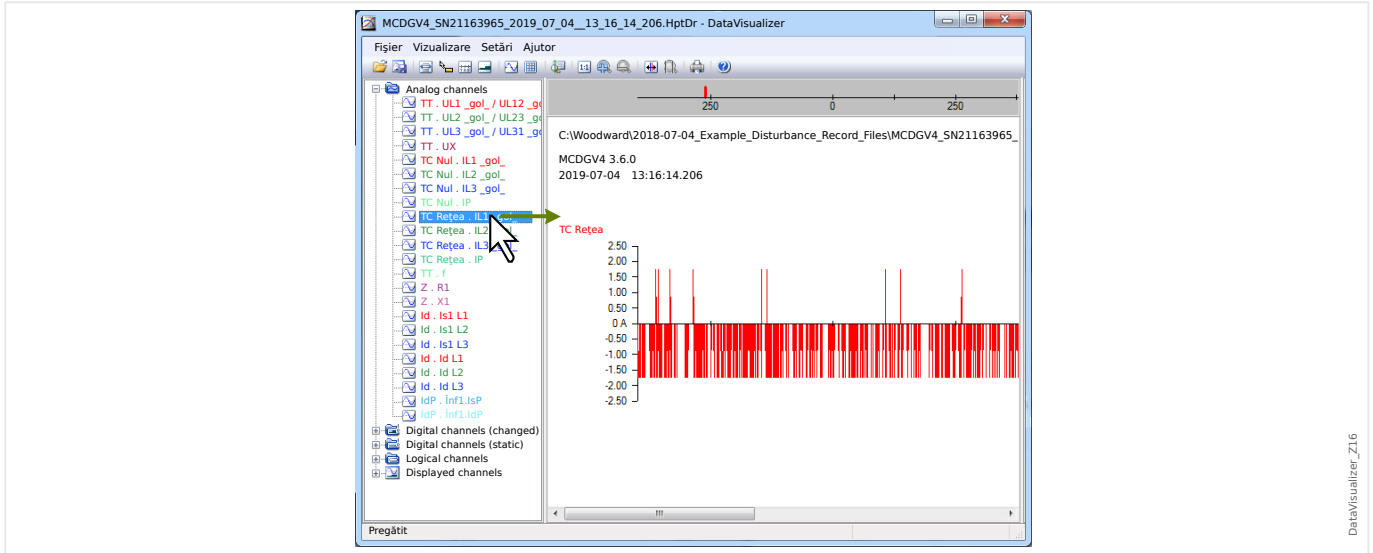 MCDGV4_SN21163965_2019_07_04__13_16_14_206.HptDr - DataVisualizer
Fişier Vizualizare Setări Ajutor
Analog channels
TT . UL1 _gol_ / UL12 _go
TT . UL2 _gol_ / UL23 _go
TT . UL3 _gol_ / UL31 _go
TT . UX
TC Nul . IL1 _gol_
TC Nul . IL2 _gol_
TC Nul . IL3 _gol_
TC Nul . IP
TC Reţea . IL1
TC Reţea . IL2
TC Reţea . IL3
TC Reţea . IP
TT . f
Z . R1
Z . X1
Id . Is1 L1
Id . Is1 L2
Id . Is1 L3
Id . Id L1
Id . Id L2
Id . Id L3
IdP . Înf1.IsP
IdP . Înf1.IdP
Digital channels (changed)
Digital channels (static)
Logical channels
Displayed channels
250 0 250
C:\Woodward\2018-07-04_Example_Disturbance_Record_Files\MCDGV4_SN21163965_
MCDGV4 3.6.0
2019-07-04 13:16:14.206
TC Reţea
2.50
2.00
1.50
1.00
0.50
0 A
-0.50
-1.00
-1.50
-2.00
-2.50
Pregătit
DataVisualizer_Z16